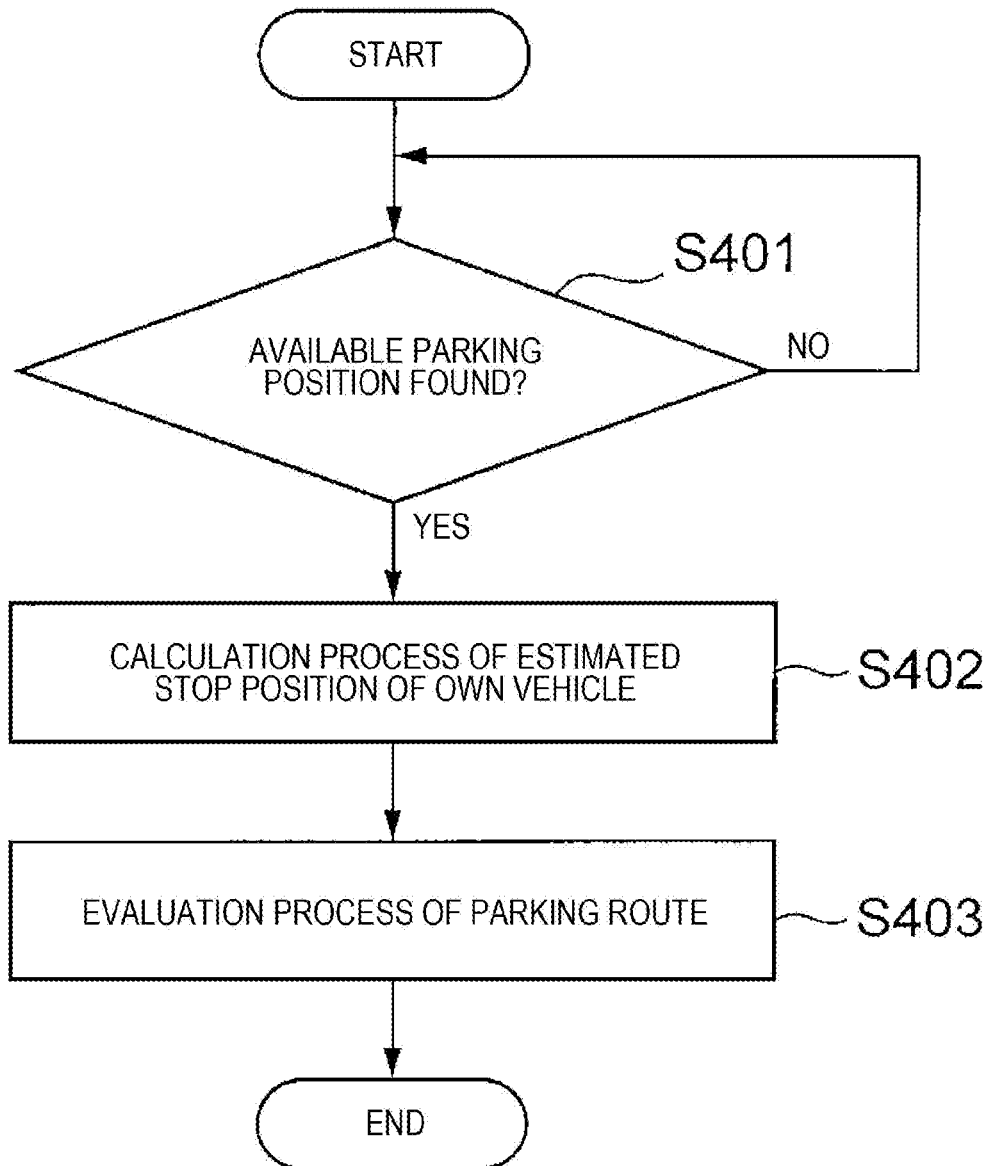 START
S401
AVAILABLE PARKING
POSITION FOUND?
NO
YES
CALCULATION PROCESS OF ESTIMATED
STOP POSITION OF OWN VEHICLE
S402
EVALUATION PROCESS OF PARKING ROUTE
S403
END